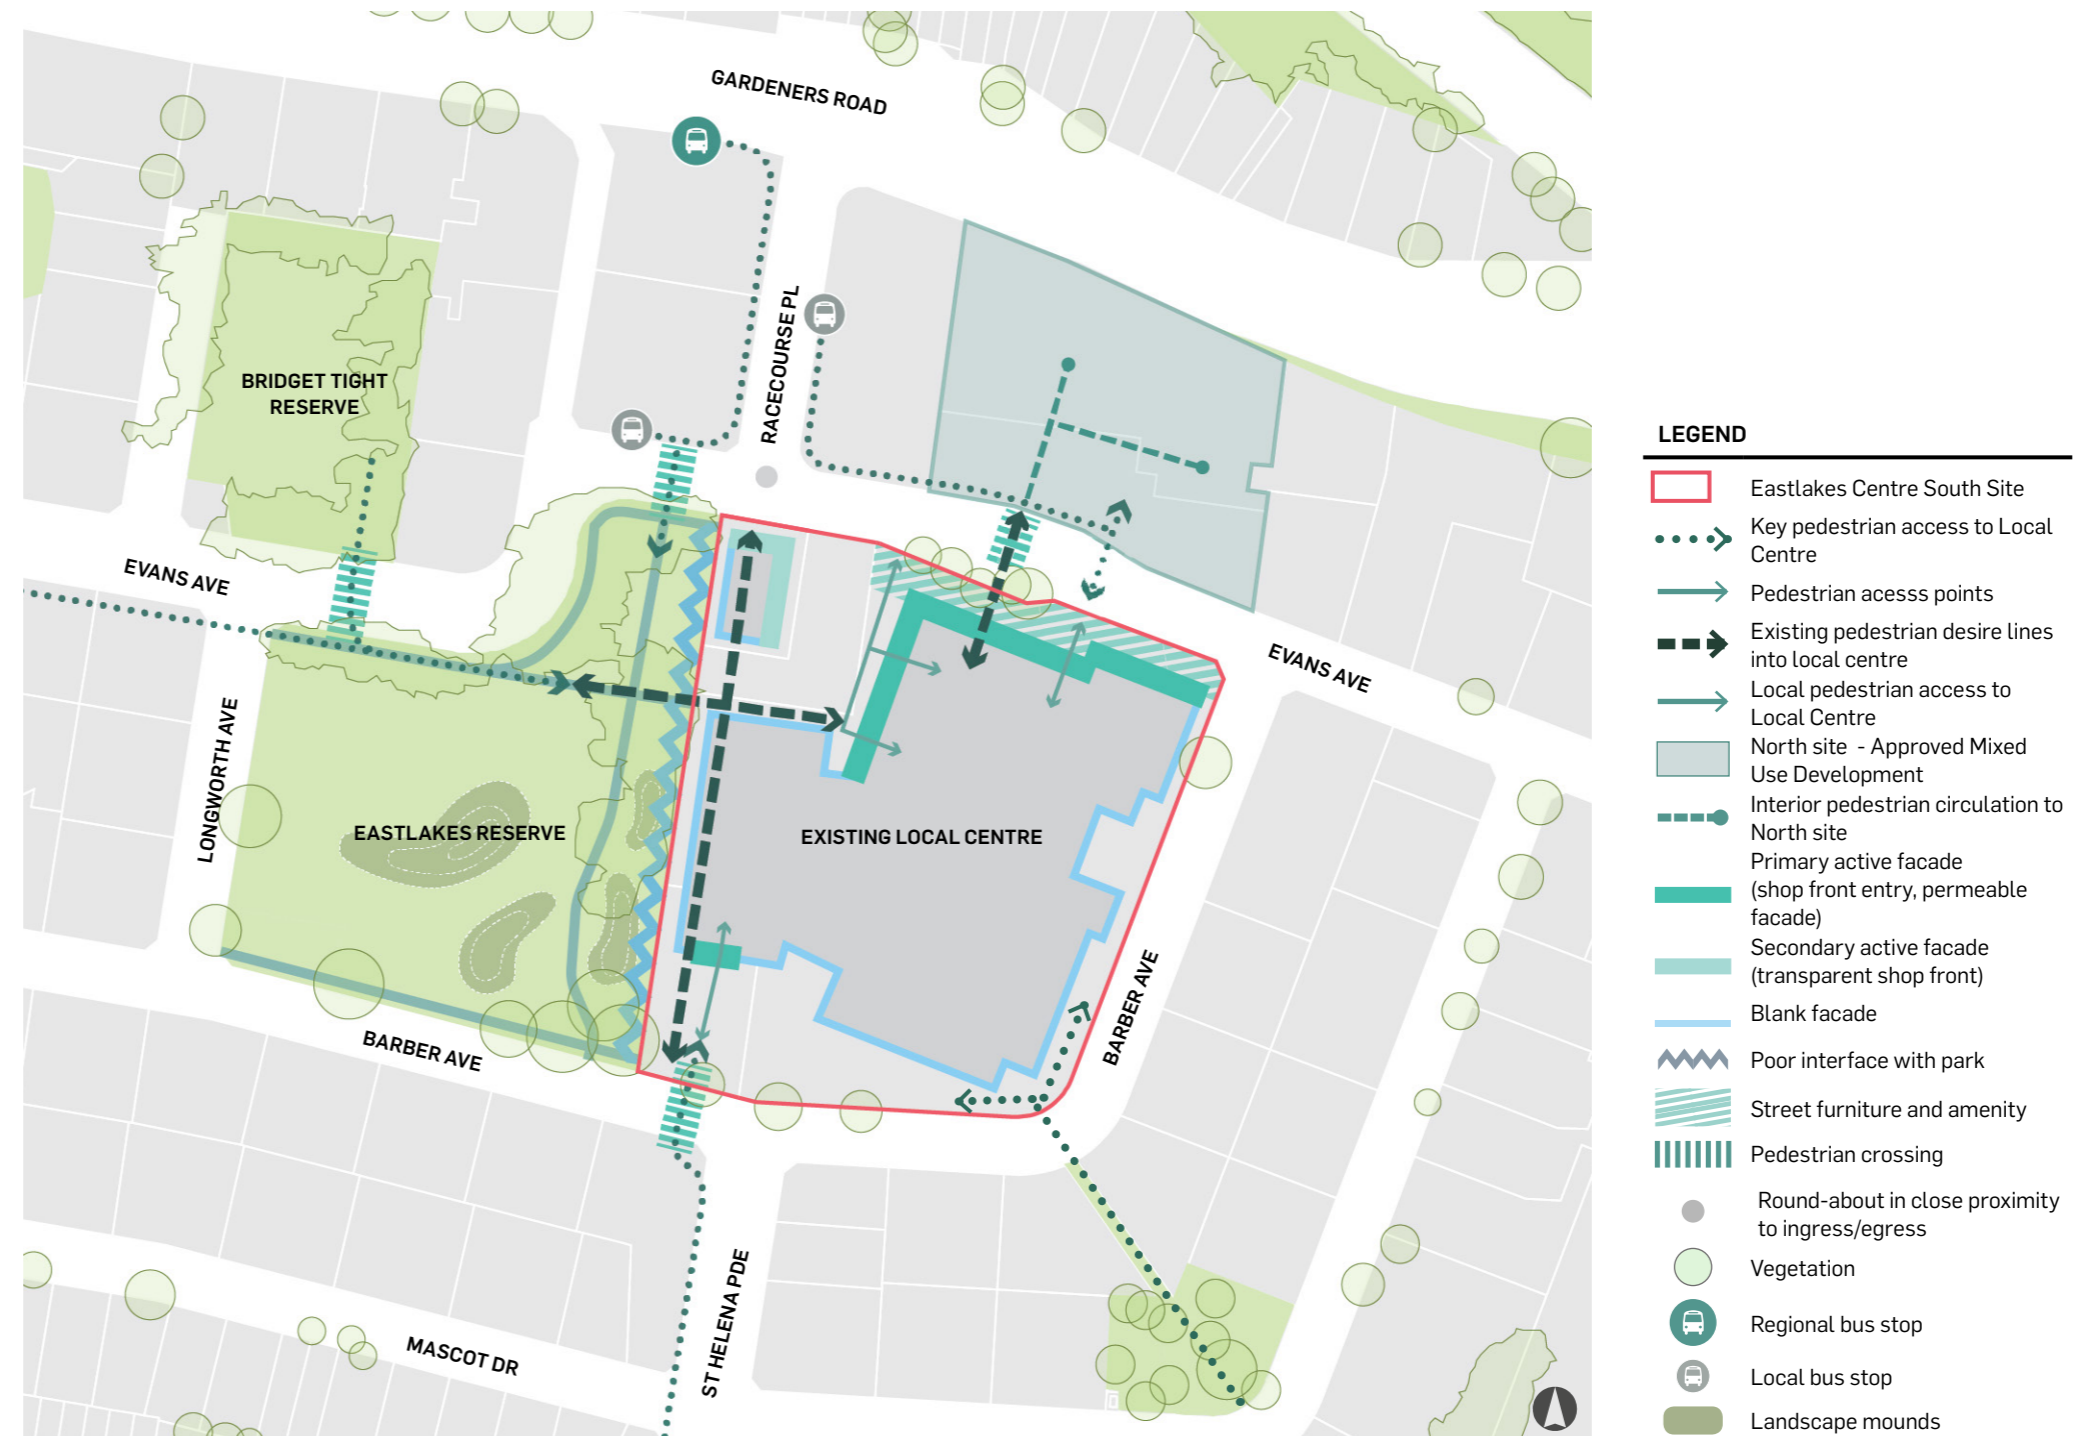 GARDENERS ROAD
RACECOURSE PL
BRIDGET TIGHT
RESERVE
EVANS AVE
EVANS AVE
LONGWORTH AVE
EASTLAKES RESERVE
EXISTING LOCAL CENTRE
BARBER AVE
BARBER AVE
ST HELENA PDE
MASCOT DR
LEGEND
Eastlakes Centre South Site
Key pedestrian access to Local
Centre
Pedestrian acesss points
Existing pedestrian desire lines
into local centre
Local pedestrian access to
Local Centre
North site - Approved Mixed
Use Development
Interior pedestrian circulation to
North site
Primary active facade
(shop front entry, permeable
facade)
Secondary active facade
(transparent shop front)
Blank facade
Poor interface with park
Street furniture and amenity
Pedestrian crossing
Round-about in close proximity
to ingress/egress
Vegetation
Regional bus stop
Local bus stop
Landscape mounds